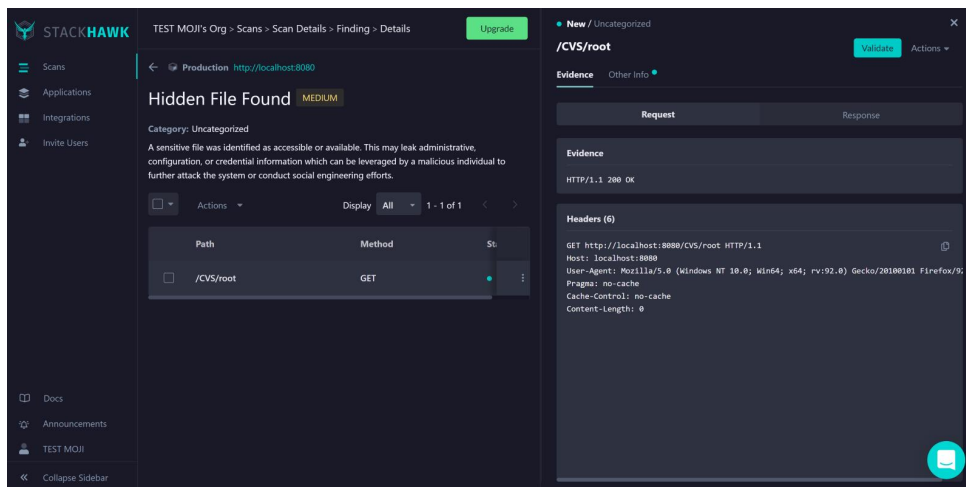 STACKHAWK
Scans
Applications
Integrations
Invite Users
Docs
Announcements
TEST MOJI
Collapse Sidebar
TEST MOJI's Org > Scans > Scan Details > Finding > Details
Upgrade
Production http://localhost:8080
Hidden File Found MEDIUM
Category: Uncategorized
A sensitive file was identified as accessible or available. This may leak administrative,
configuration, or credential information which can be leveraged by a malicious individual to
further attack the system or conduct social engineering efforts.
Actions Display All 1 - 1 of 1
Path Method
/CVS/root GET
New / Uncategorized
/CVS/root
Validate Actions
Evidence Other Info
Request Response
Evidence
HTTP/1.1 200 OK
Headers (6)
GET http://localhost:8080/CVS/root HTTP/1.1
Host: localhost:8080
User-Agent: Mozilla/5.0 (Windows NT 10.0; Win64; x64; rv:92.0) Gecko/20100101 Firefox/92
Pragma: no-cache
Cache-Control: no-cache
Content-Length: 0